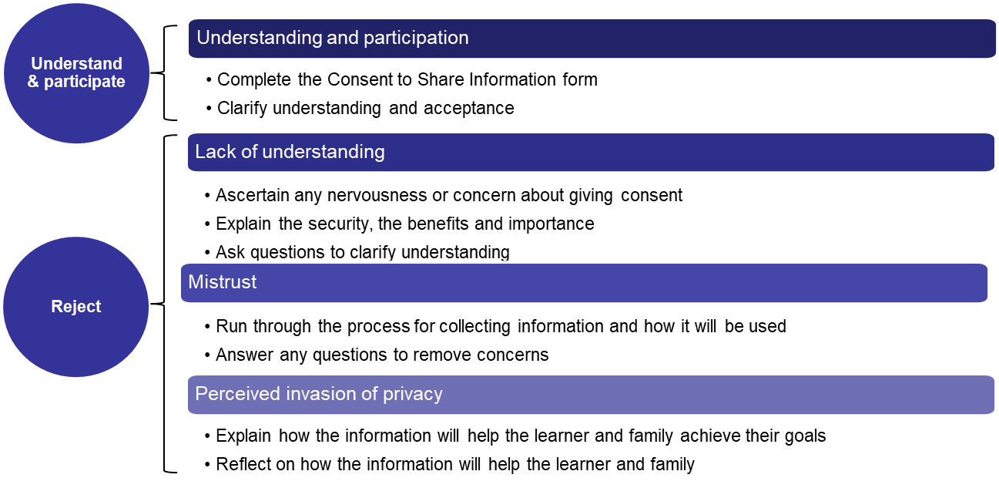 Understand
& participate
Understanding and participation
• Complete the Consent to Share Information form
• Clarify understanding and acceptance
Reject
Lack of understanding
• Ascertain any nervousness or concern about giving consent
• Explain the security, the benefits and importance
• Ask questions to clarify understanding
Mistrust
• Run through the process for collecting information and how it will be used
• Answer any questions to remove concerns
Perceived invasion of privacy
• Explain how the information will help the learner and family achieve their goals
• Reflect on how the information will help the learner and family